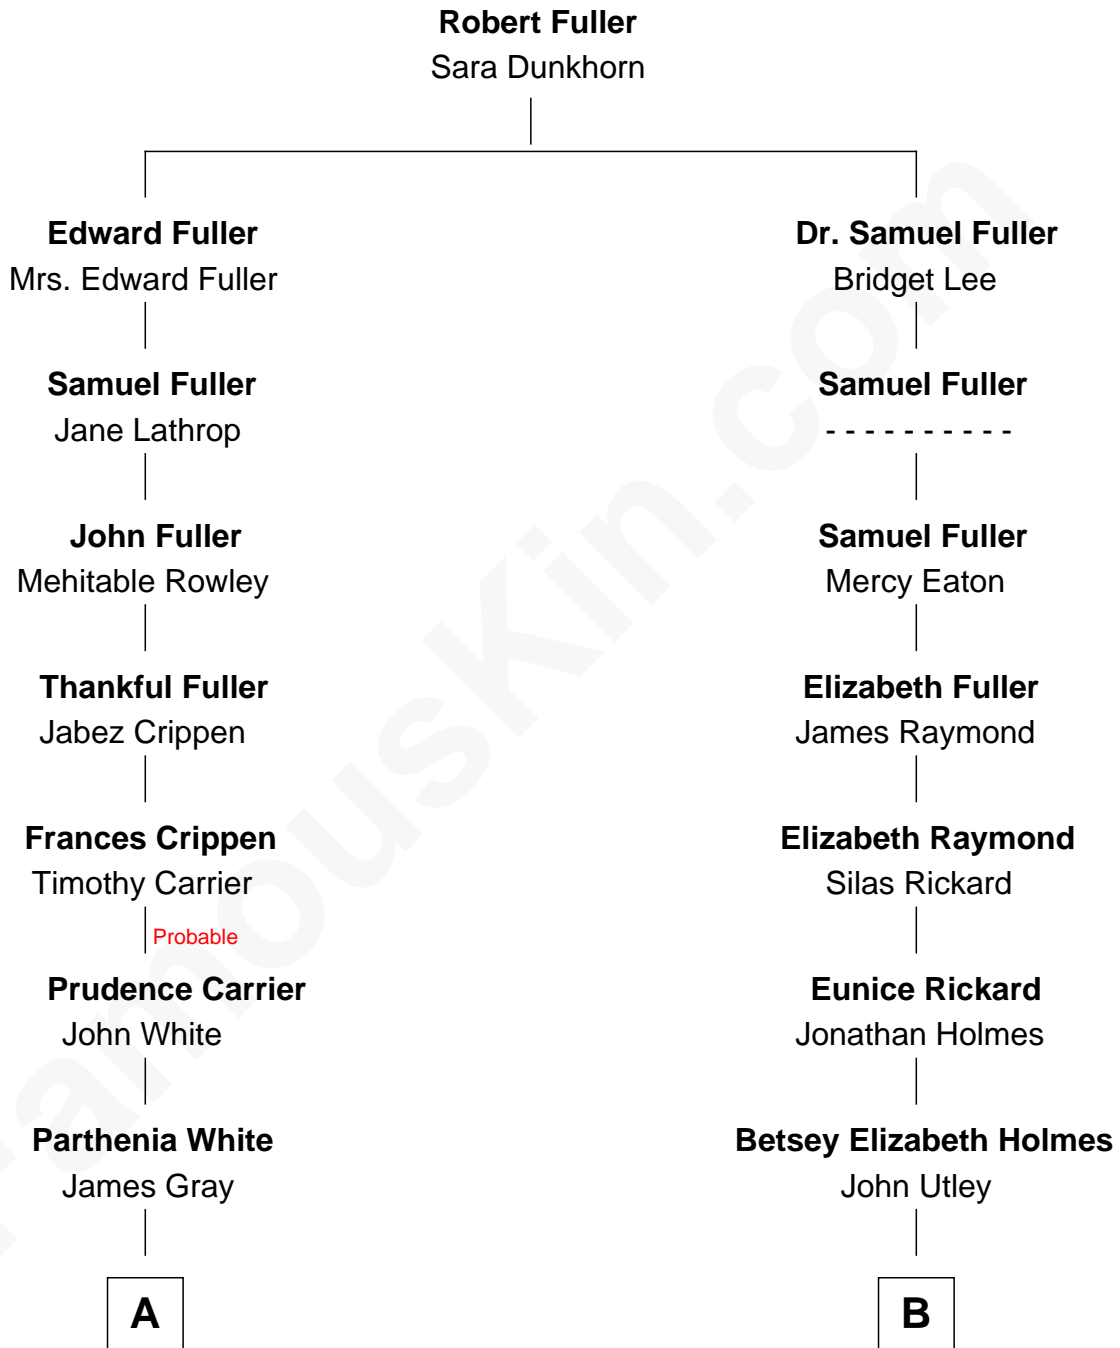 Robert Fuller
Sara Dunkhorn
Edward Fuller
Mrs. Edward Fuller
Dr. Samuel Fuller
Bridget Lee
Samuel Fuller
Jane Lathrop
Samuel Fuller
- - - - - - - - - -
John Fuller
Mehitable Rowley
Samuel Fuller
Mercy Eaton
Thankful Fuller
Jabez Crippen
Elizabeth Fuller
James Raymond
Frances Crippen
Timothy Carrier
Elizabeth Raymond
Silas Rickard
Probable
Prudence Carrier
John White
Eunice Rickard
Jonathan Holmes
Parthenia White
James Gray
Betsey Elizabeth Holmes
John Utley
A
B
FamousKin.com